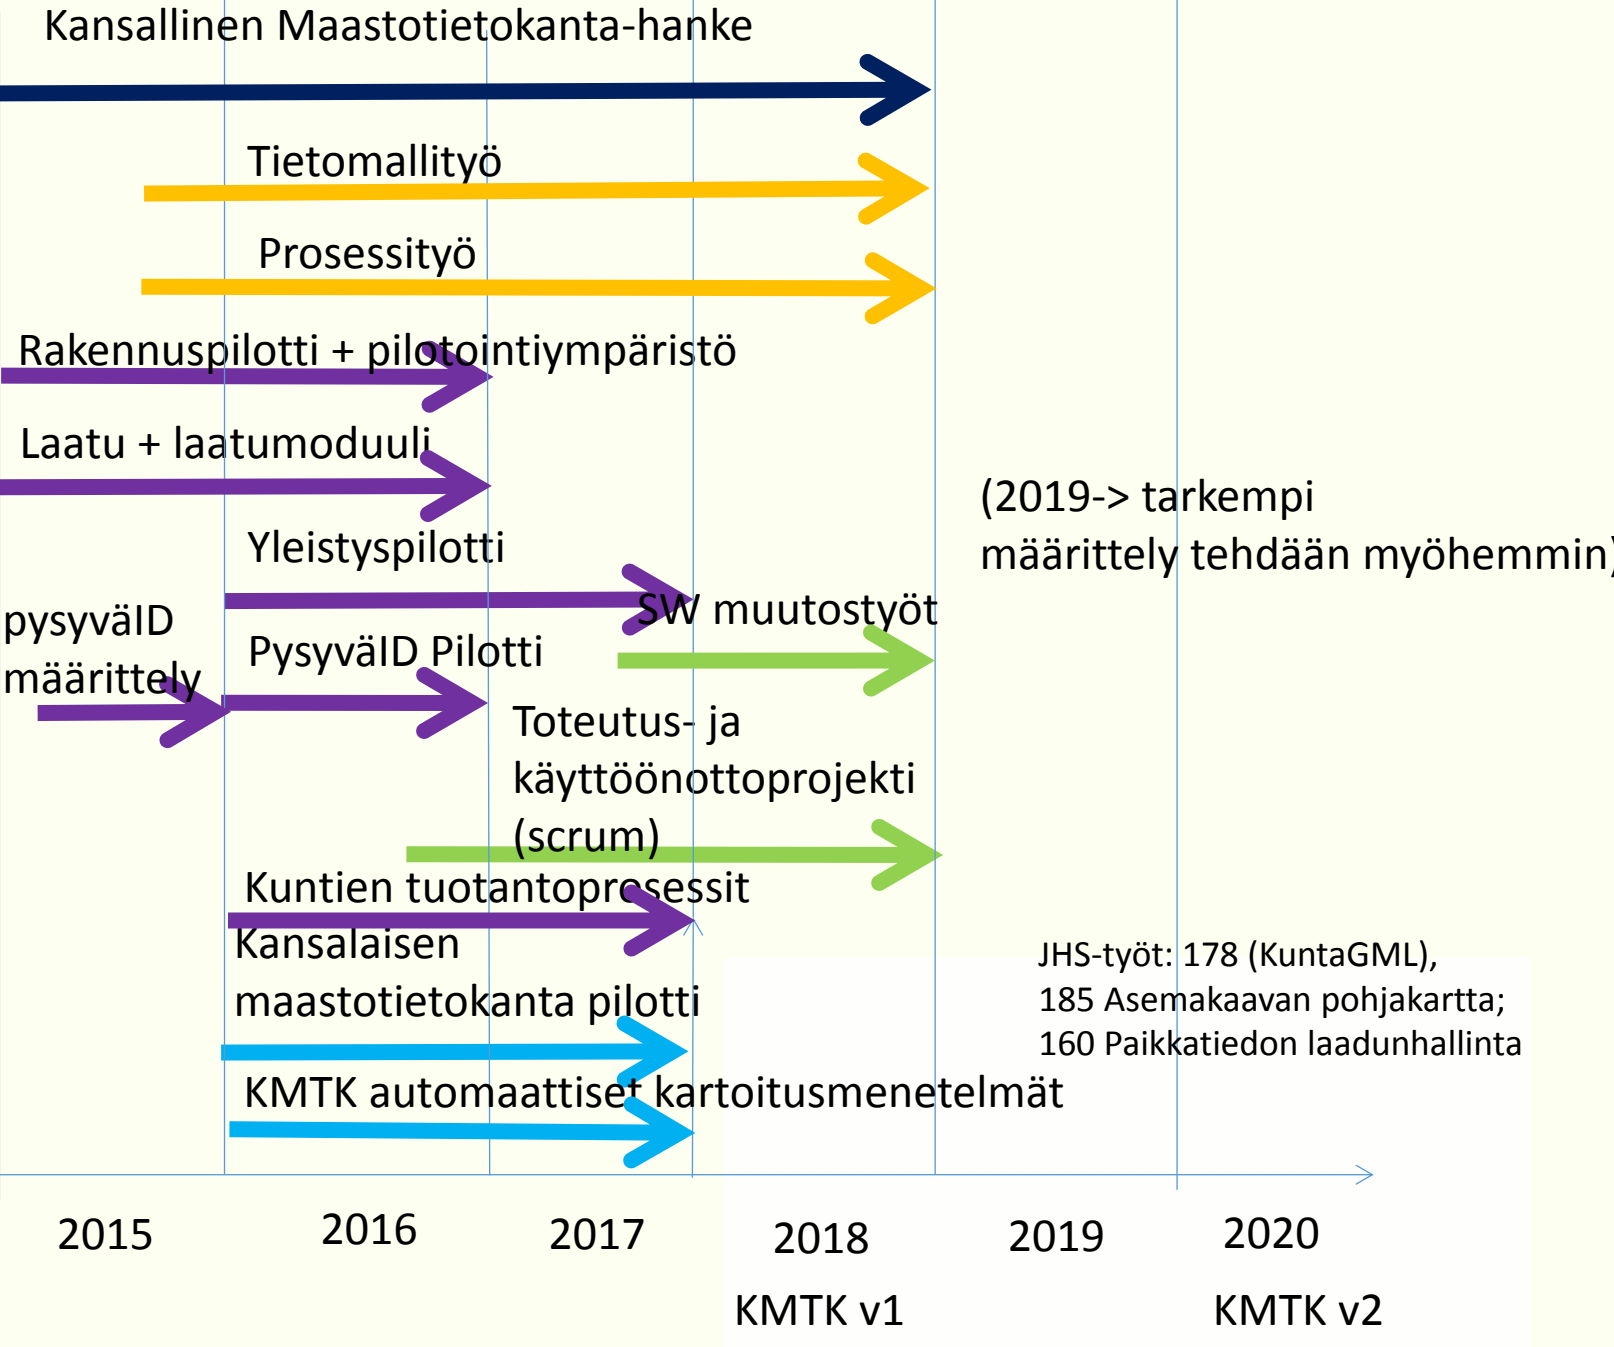 Kansallinen Maastotietokanta-hanke
Tietomallityö
Prosessityö
Rakennuspilotti + pilotointiympäristö
Laatu + laatumoduuli
(2019-> tarkempi
määrittely tehdään myöhemmin)
Yleistyspilotti
SW muutostyöt
pysyväID
määrittely
PysyväID Pilotti
Toteutus- ja
käyttöönottoprojekti
(scrum)
Kuntien tuotantoprosessit
Kansalaisen
maastotietokanta pilotti
JHS-työt: 178 (KuntaGML),
185 Asemakaavan pohjakartta;
160 Paikkatiedon laadunhallinta
KMTK automaattiset kartoitusmenetelmät
2015 2016 2017 2018 2019 2020
KMTK v1 KMTK v2